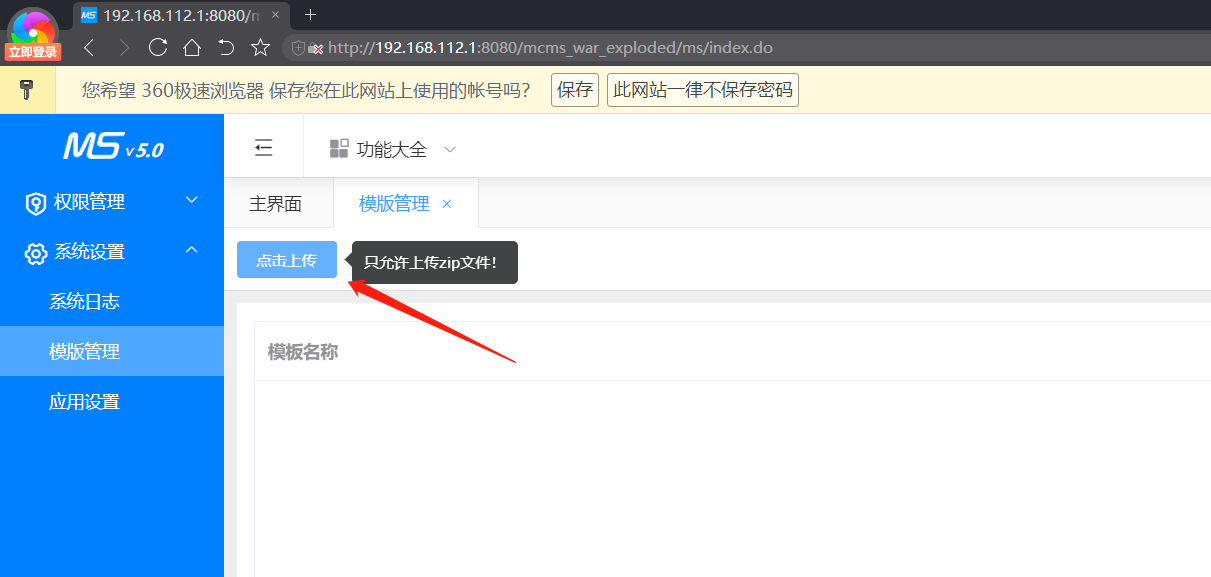 MS 192.168.112.1:8080/m
立即登录
http://192.168.112.1:8080/mcms_war_exploded/ms/index.do
您希望 360极速浏览器 保存您在此网站上使用的帐号吗? 保存 此网站一律不保存密码
MS v 5.0
功能大全
权限管理
主界面 模版管理
系统设置
点击上传 只允许上传zip文件!
系统日志
模版管理
模板名称
应用设置